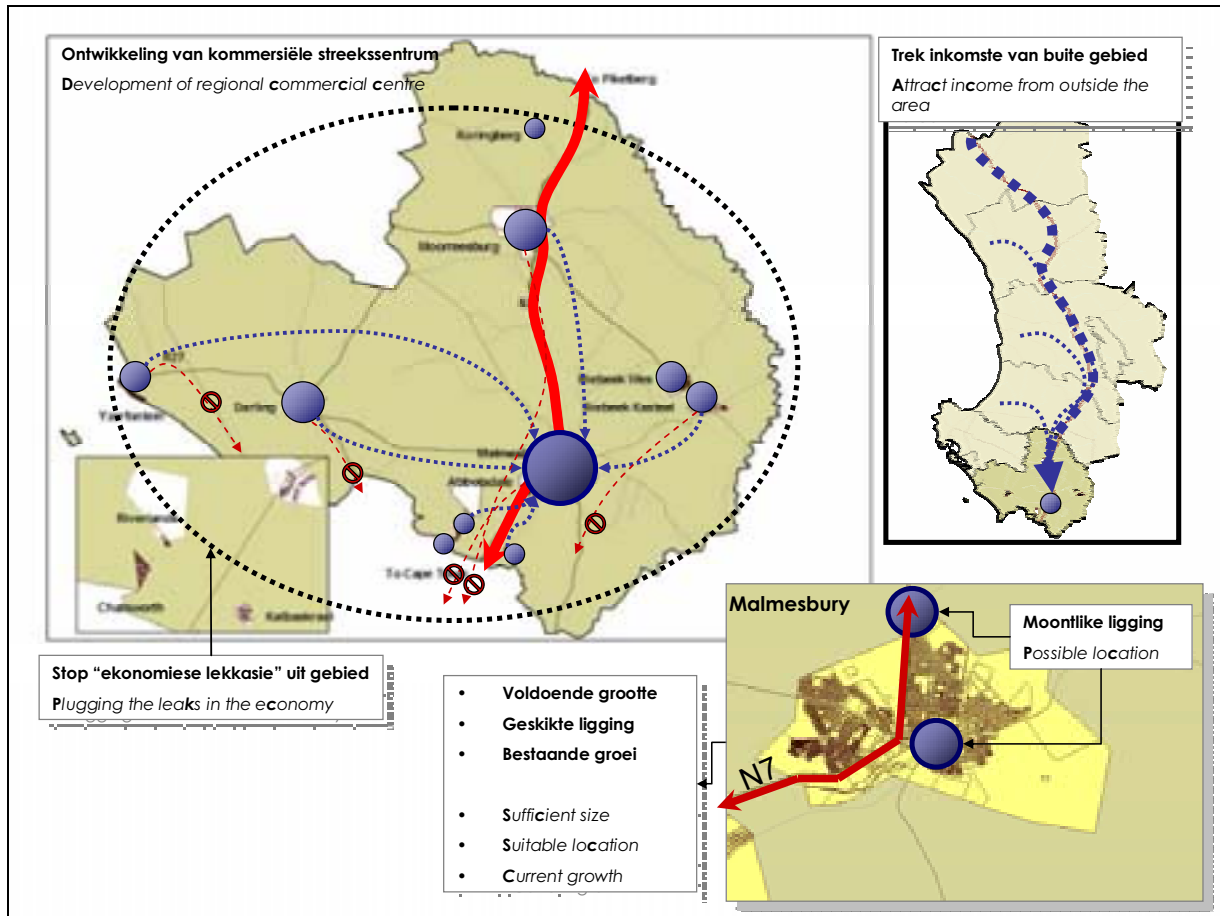 Ontwikkeling van kommersiële streekssentrum
Development of regional commercial centre
Trek inkomste van buite gebied
Attract income from outside the
area
Piketberg
Koringberg
Moorreesburg
Riebeek Wes
Riebeek Kasteel
R27
Yzerfontein
Darling
Abbotsdale
Riverlands
To Cape
Chatsworth
Kalbaskraal
Stop “ekonomiese lekkasie” uit gebied
Plugging the leaks in the economy
• Voldoende grootte
• Geskikte ligging
• Bestaande groei
• Sufficient size
• Suitable location
• Current growth
Malmesbury
Moontlike ligging
Possible location
N7